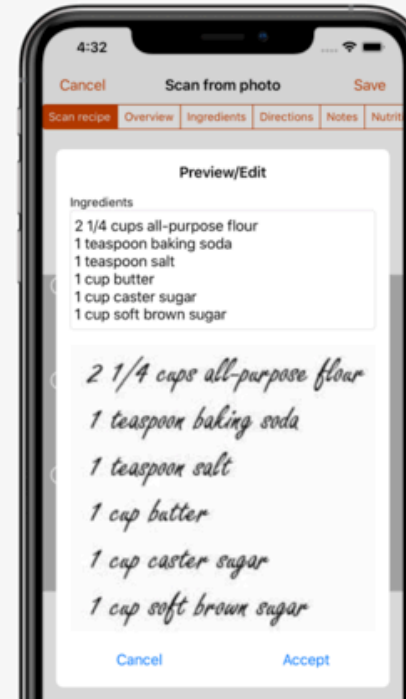 4:32
Cancel Scan from photo Save
Scan recipe Overview Ingredients Directions Notes
Preview/Edit
Ingredients
2 1/4 cups all-purpose flour
1 teaspoon baking soda
1 teaspoon salt
1 cup butter
1 cup caster sugar
1 cup soft brown sugar
2 1/4 cups all-purpose flour
1 teaspoon baking soda
1 teaspoon salt
1 cup butter
1 cup caster sugar
1 cup soft brown sugar
Cancel Accept